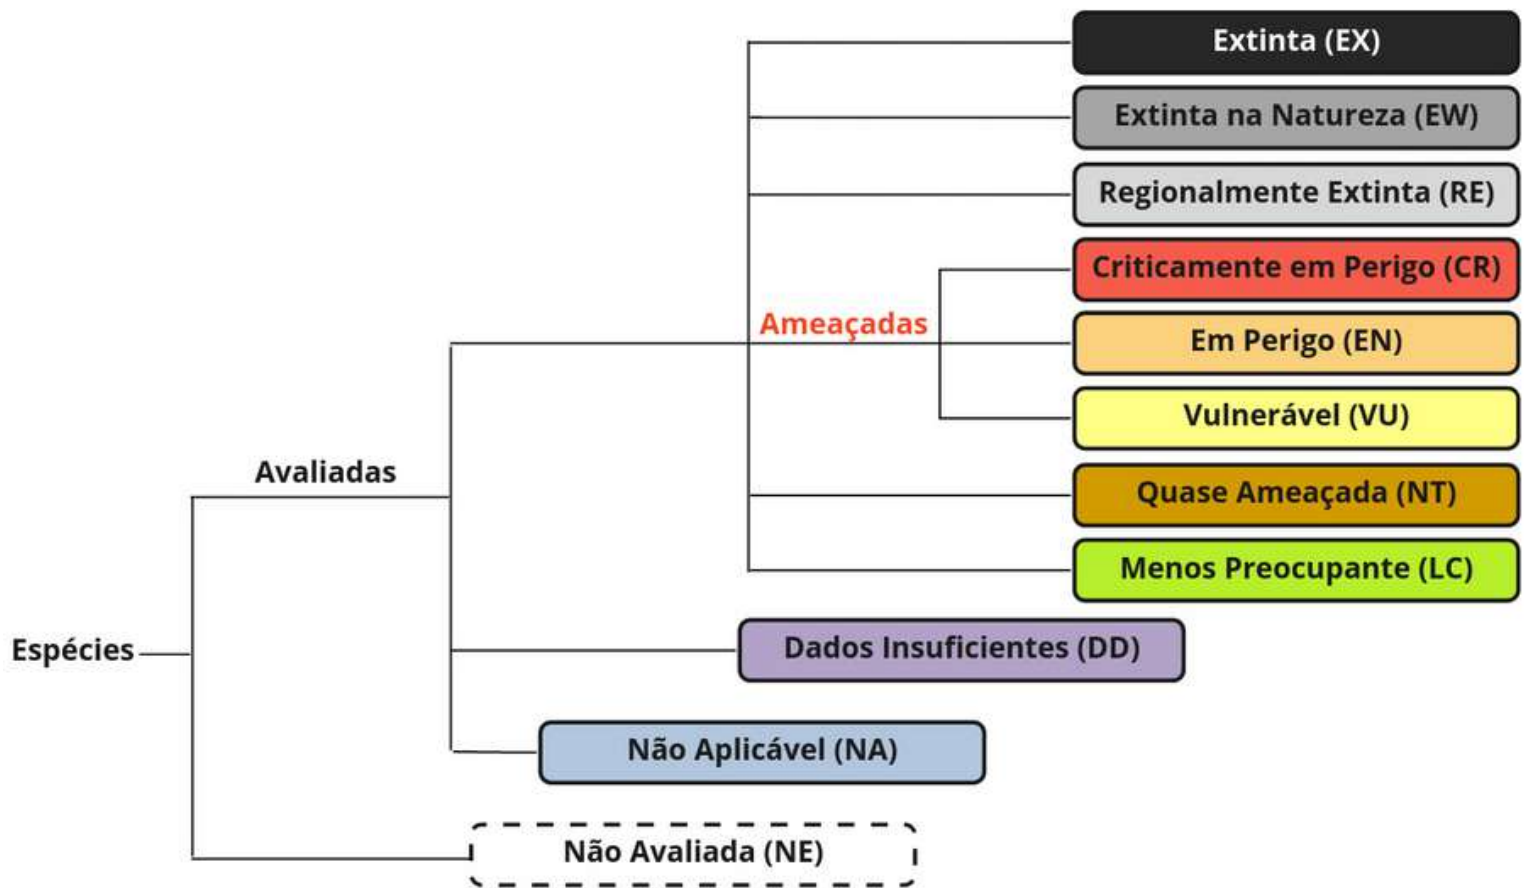 Extinta (EX)
Extinta na Natureza (EW)
Regionalmente Extinta (RE)
Criticamente em Perigo (CR)
Ameaçadas
Em Perigo (EN)
Vulnerável (VU)
Avaliadas
Quase Ameaçada (NT)
Menos Preocupante (LC)
Espécies
Dados Insuficientes (DD)
Não Aplicável (NA)
Não Avaliada (NE)